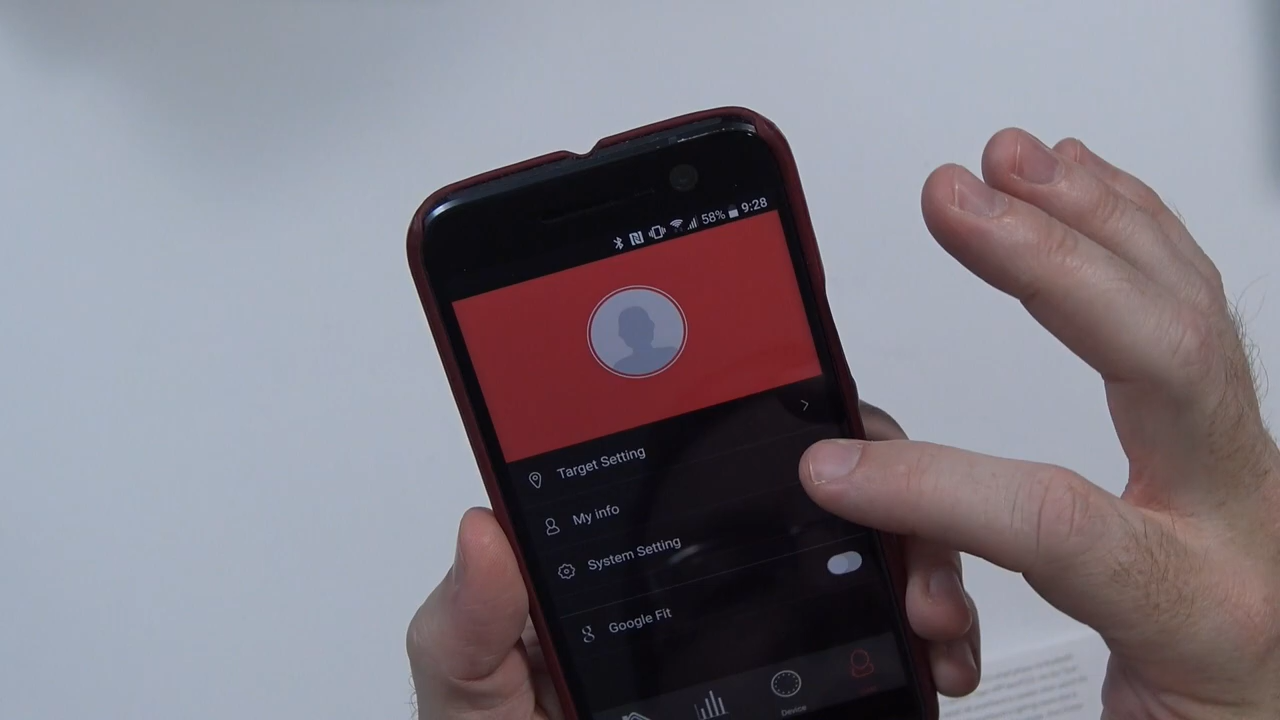 58% 9:28
Target Setting
My info
System Setting
Google Fit
Device